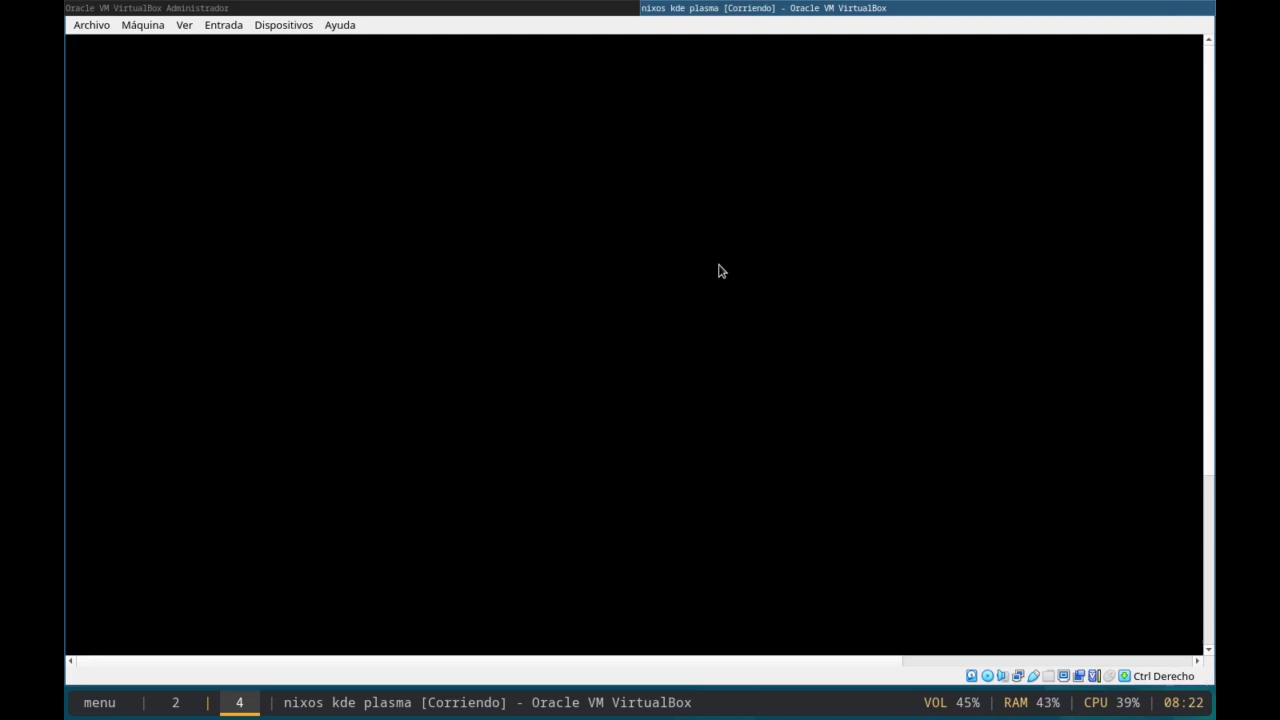 Oracle VM VirtualBox Administrador
nixos kde plasma [Corriendo] - Oracle VM VirtualBox
Archivo Máquina Ver Entrada Dispositivos Ayuda
Ctrl Derecho
menu | 2 | 4 | nixos kde plasma [Corriendo] - Oracle VM VirtualBox VOL 45% | RAM 43% | CPU 39% | 08:22